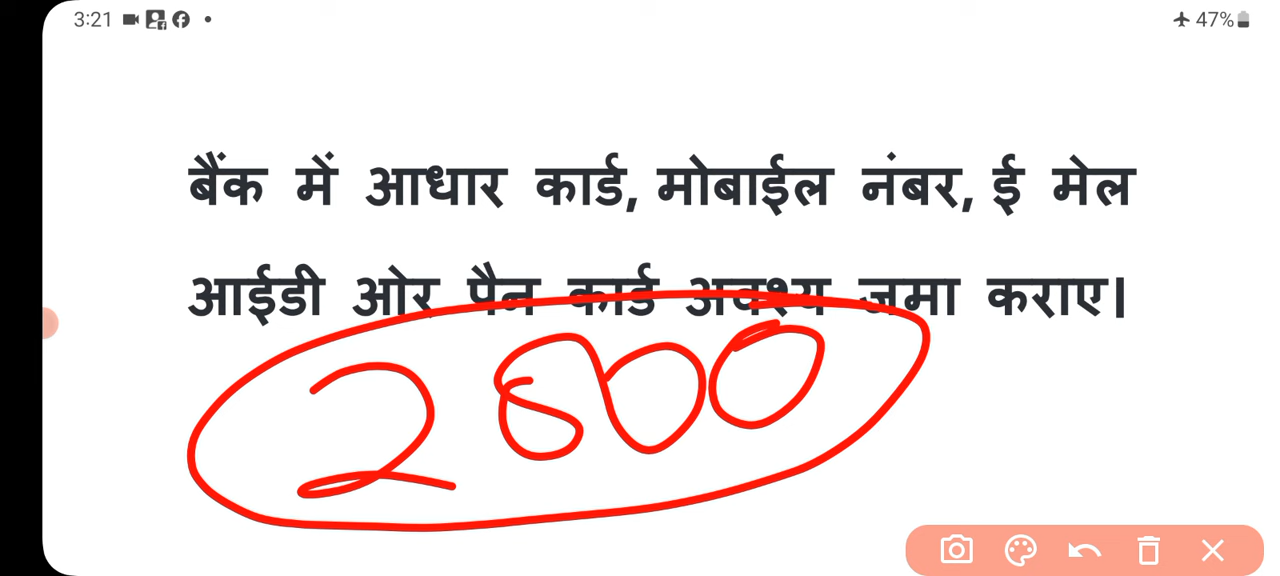 3:21
47%
बैंक में आधार कार्ड, मोबाईल नंबर, ई मेल
आईडी ओर पैन कार्ड अवश्य जमा कराए।
2800